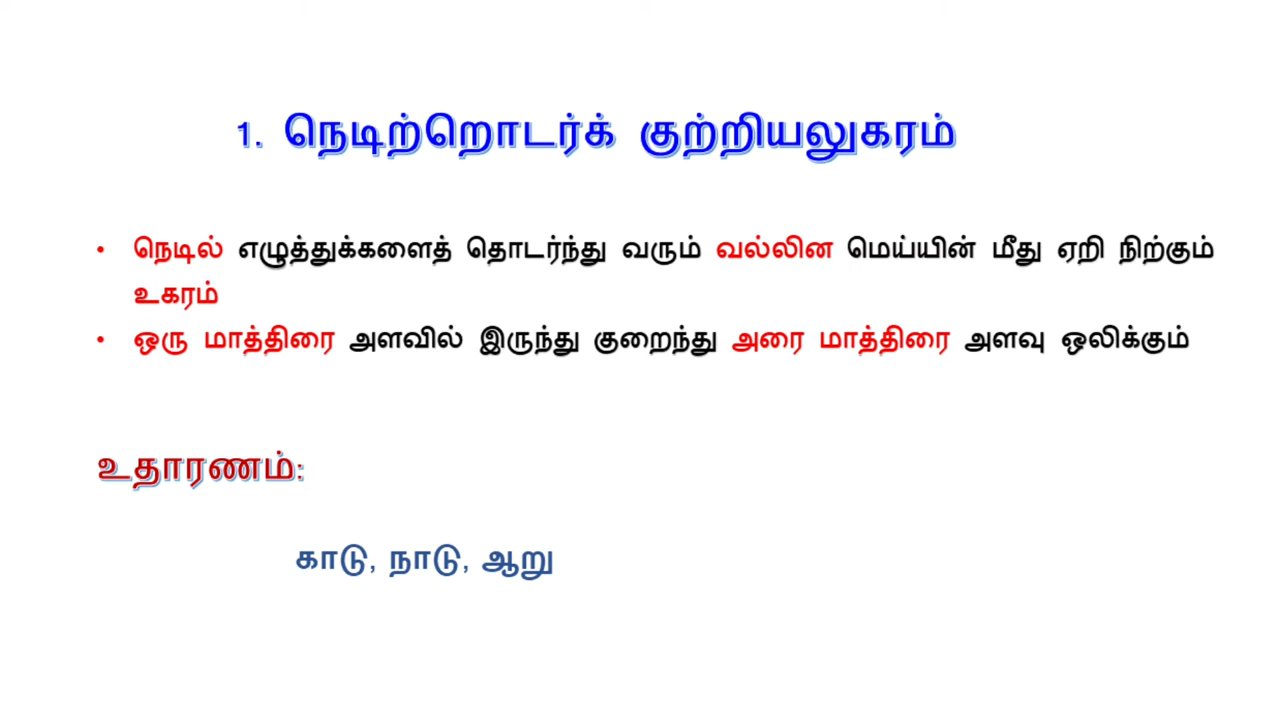 1. நெடிற்றொடர்க் குற்றியலுகரம்
• நெடில் எழுத்துக்களைத் தொடர்ந்து வரும் வல்லின மெய்யின் மீது ஏறி நிற்கும்
உகரம்
• ஒரு மாத்திரை அளவில் இருந்து குறைந்து அரை மாத்திரை அளவு ஒலிக்கும்
உதாரணம்:
காடு, நாடு, ஆறு